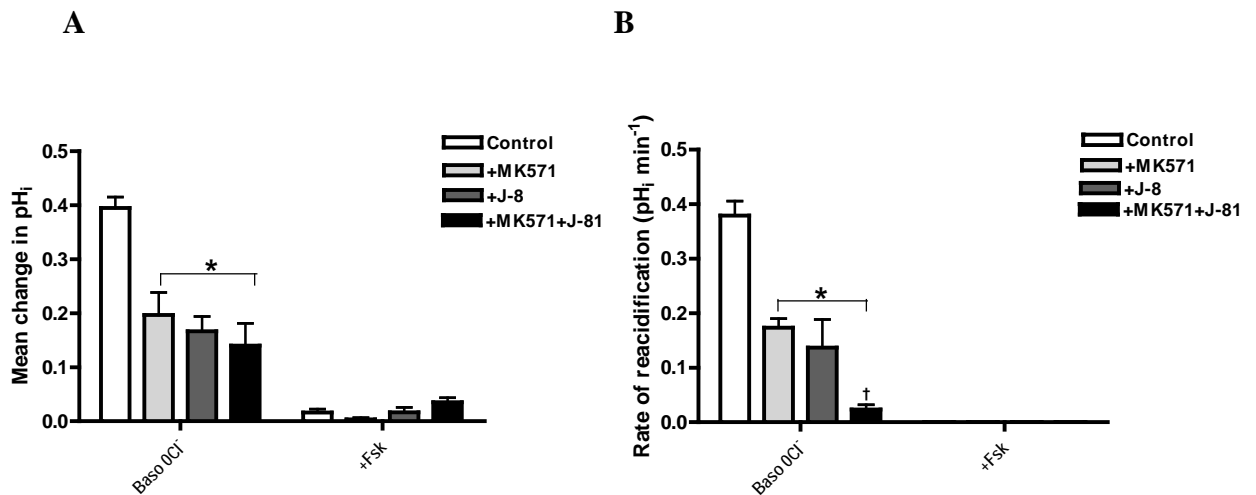 A
B
Control
+MK571
+J-8
+MK571+J-81
0.5
0.4
0.3
0.2
0.1
0.0
Mean change in pHi
*
Baso 0Cl-
+Fsk
Control
+MK571
+J-8
+MK571+J-81
0.5
0.4
0.3
0.2
0.1
0.0
Rate of reacidification (pHi min-1)
*
†
Baso 0Cl-
+Fsk